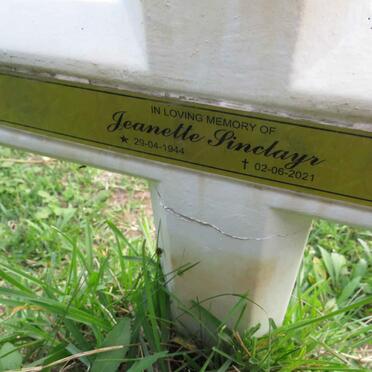 IN LOVING MEMORY OF
Jeanette Sinclayr
★ 29-04-1944 ✝ 02-06-2021